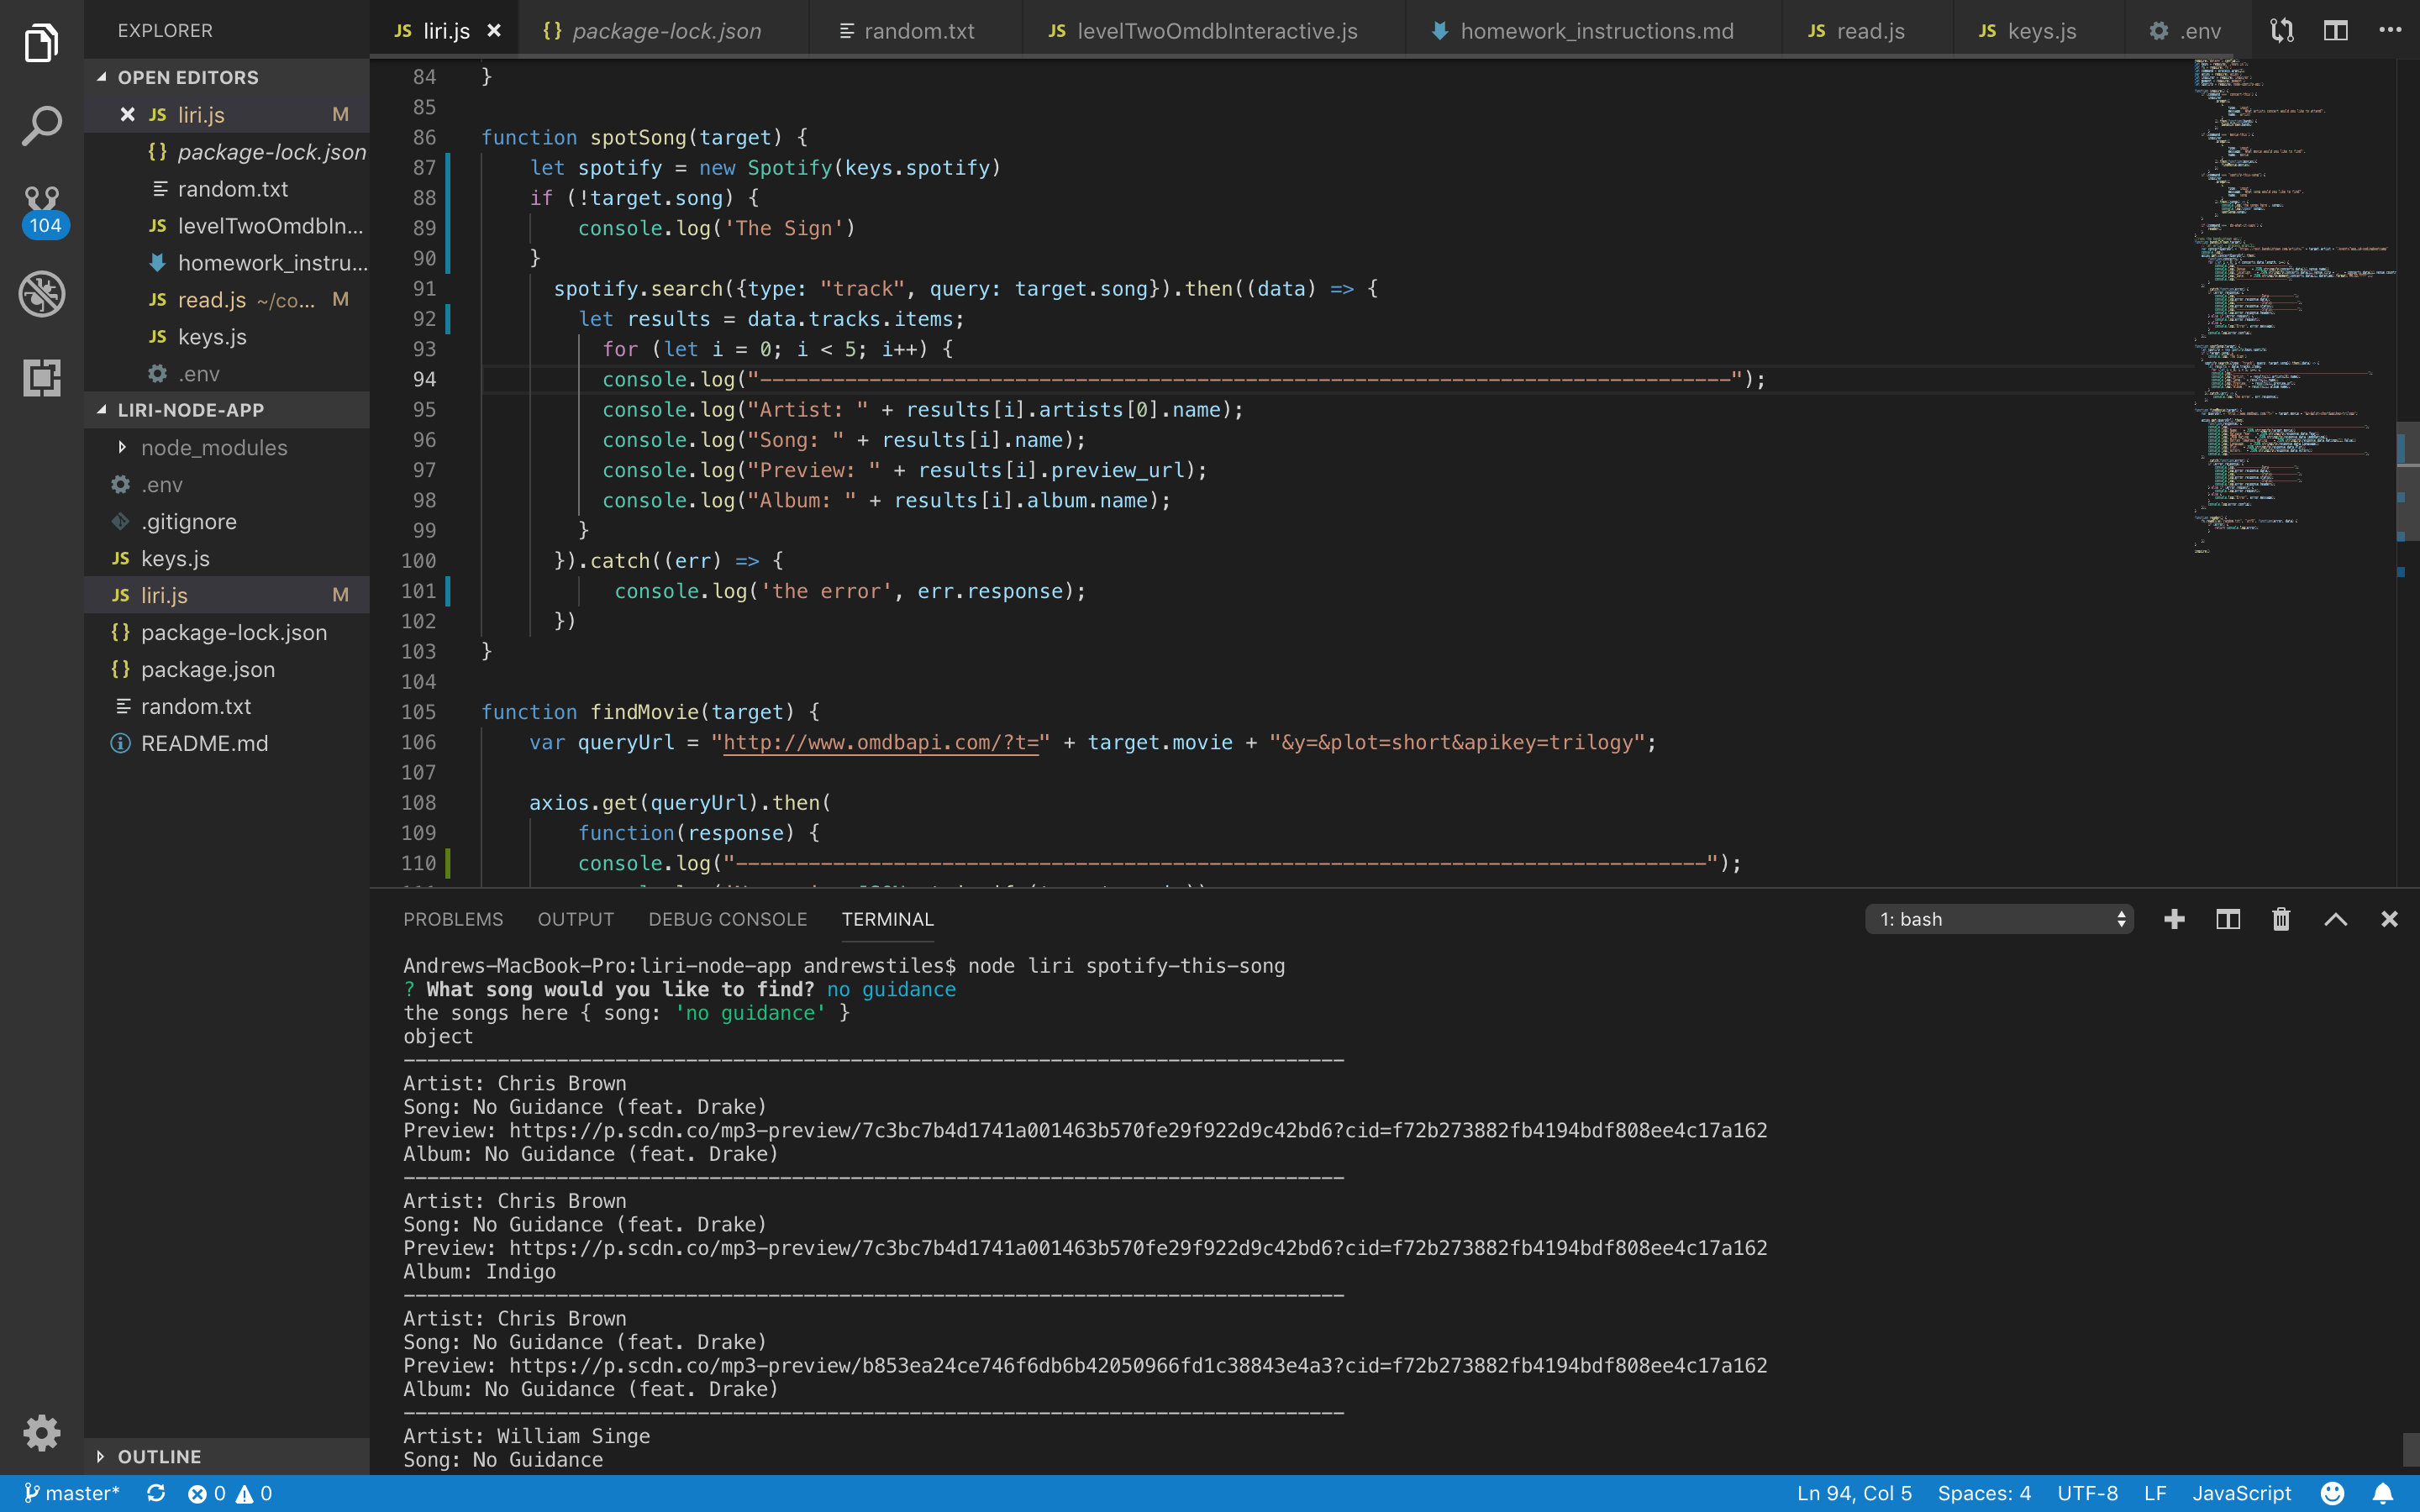 EXPLORER
OPEN EDITORS
JS liri.js M
{} package-lock.json
random.txt
JS levelTwoOmdbIn...
homework_instru...
JS read.js ~/co... M
JS keys.js
.env
LIRI-NODE-APP
node_modules
.env
.gitignore
JS keys.js
JS liri.js M
{} package-lock.json
{} package.json
random.txt
README.md
OUTLINE
104
JS liri.js {} package-lock.json random.txt JS levelTwoOmdbInteractive.js homework_instructions.md JS read.js JS keys.js .env
84 }
85
86 function spotSong(target) {
87 let spotify = new Spotify(keys.spotify)
88 if (!target.song) {
89 console.log('The Sign')
90 }
91 spotify.search({type: "track", query: target.song}).then((data) => {
92 let results = data.tracks.items;
93 for (let i = 0; i < 5; i++) {
94 console.log("--------------------------------------------------------------------------------");
95 console.log("Artist: " + results[i].artists[0].name);
96 console.log("Song: " + results[i].name);
97 console.log("Preview: " + results[i].preview_url);
98 console.log("Album: " + results[i].album.name);
99 }
100 }).catch((err) => {
101 console.log('the error', err.response);
102 })
103 }
104
105 function findMovie(target) {
106 var queryUrl = "http://www.omdbapi.com/?t=" + target.movie + "&y=&plot=short&apikey=trilogy";
107
108 axios.get(queryUrl).then(
109 function(response) {
110 console.log("--------------------------------------------------------------------------------");
PROBLEMS OUTPUT DEBUG CONSOLE TERMINAL 1: bash
Andrews-MacBook-Pro:liri-node-app andrewstiles$ node liri spotify-this-song
? What song would you like to find? no guidance
the songs here { song: 'no guidance' }
object
--------------------------------------------------------------------------------
Artist: Chris Brown
Song: No Guidance (feat. Drake)
Preview: https://p.scdn.co/mp3-preview/7c3bc7b4d1741a001463b570fe29f922d9c42bd6?cid=f72b273882fb4194bdf808ee4c17a162
Album: No Guidance (feat. Drake)
--------------------------------------------------------------------------------
Artist: Chris Brown
Song: No Guidance (feat. Drake)
Preview: https://p.scdn.co/mp3-preview/7c3bc7b4d1741a001463b570fe29f922d9c42bd6?cid=f72b273882fb4194bdf808ee4c17a162
Album: Indigo
--------------------------------------------------------------------------------
Artist: Chris Brown
Song: No Guidance (feat. Drake)
Preview: https://p.scdn.co/mp3-preview/b853ea24ce746f6db6b42050966fd1c38843e4a3?cid=f72b273882fb4194bdf808ee4c17a162
Album: No Guidance (feat. Drake)
--------------------------------------------------------------------------------
Artist: William Singe
Song: No Guidance
master* 0 0 Ln 94, Col 5 Spaces: 4 UTF-8 LF JavaScript